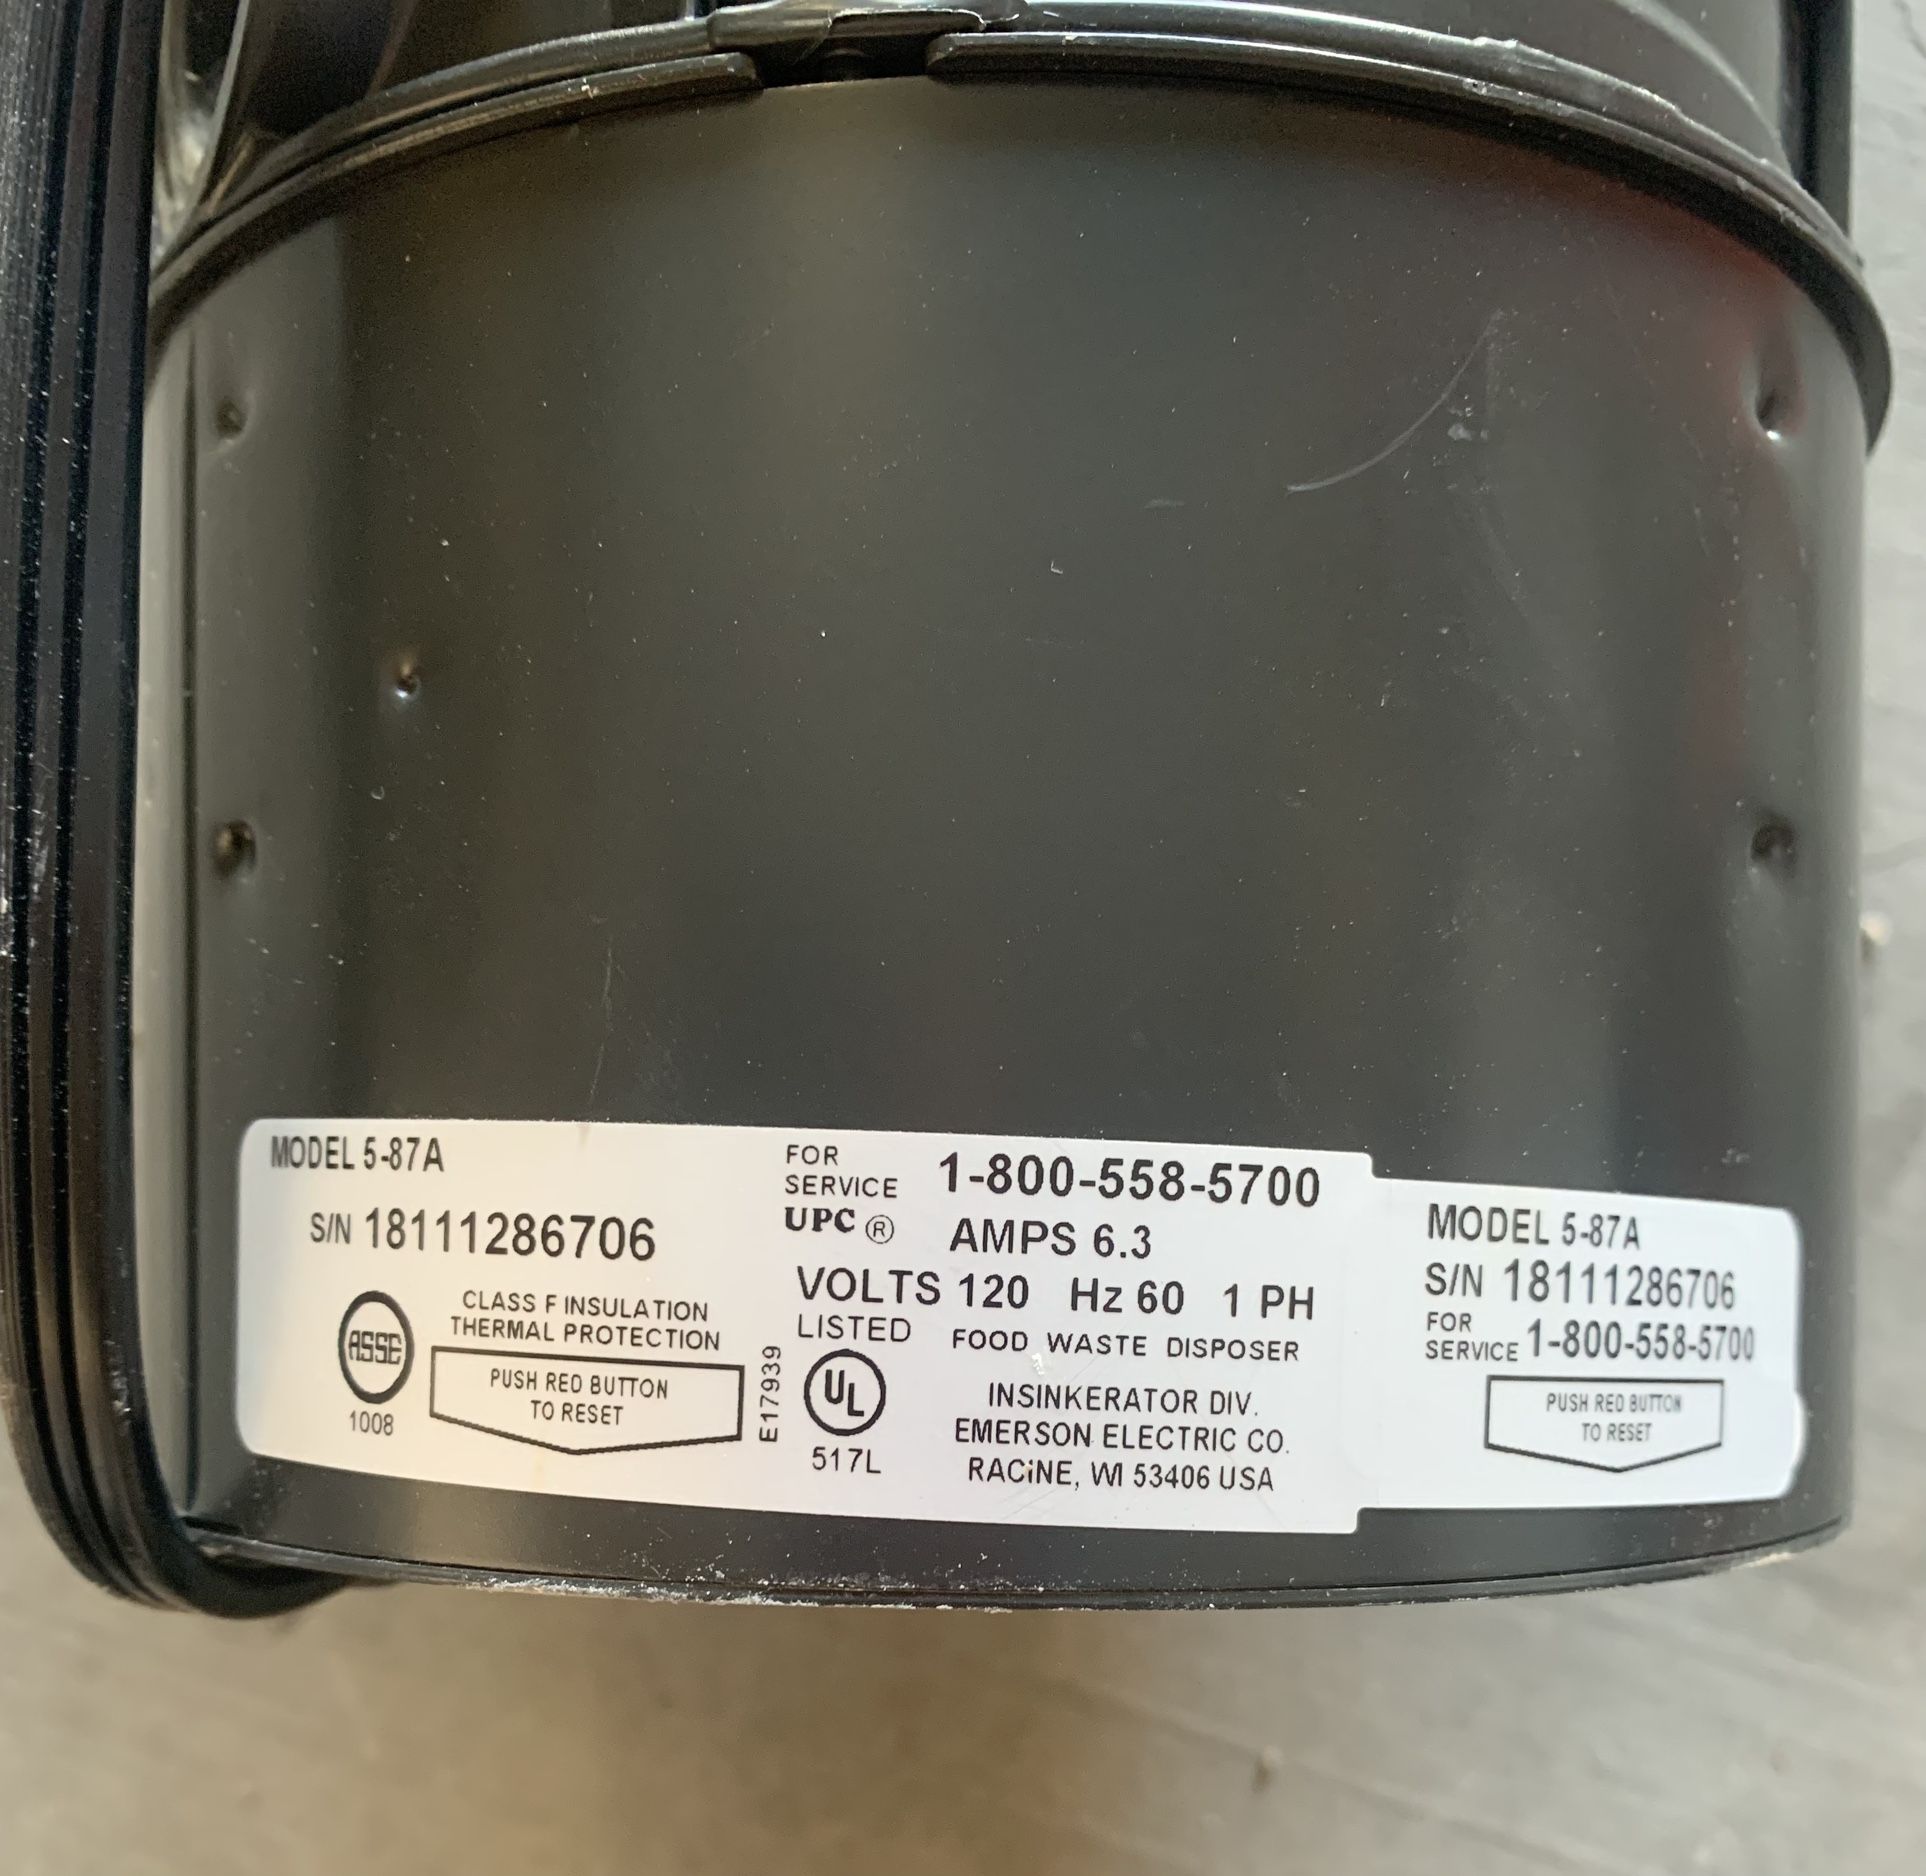 MODEL 5-87A
S/N 18111286706
ASSE
1008
CLASS F INSULATION
THERMAL PROTECTION
PUSH RED BUTTON
TO RESET
E17939
FOR
SERVICE 1-800-558-5700
UPC ® AMPS 6.3
VOLTS 120 Hz 60 1 PH
LISTED FOOD WASTE DISPOSER
UL
517L
INSINKERATOR DIV.
EMERSON ELECTRIC CO.
RACiNE, WI 53406 USA
MODEL 5-87A
S/N 18111286706
FOR
SERVICE 1-800-558-5700
PUSH RED BUTTON
TO RESET